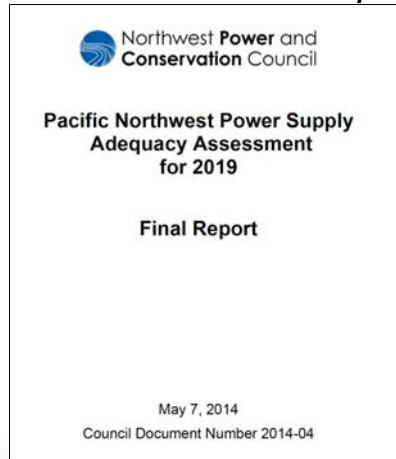 Northwest Power and
Conservation Council
Pacific Northwest Power Supply
Adequacy Assessment
for 2019
Final Report
May 7, 2014
Council Document Number 2014-04